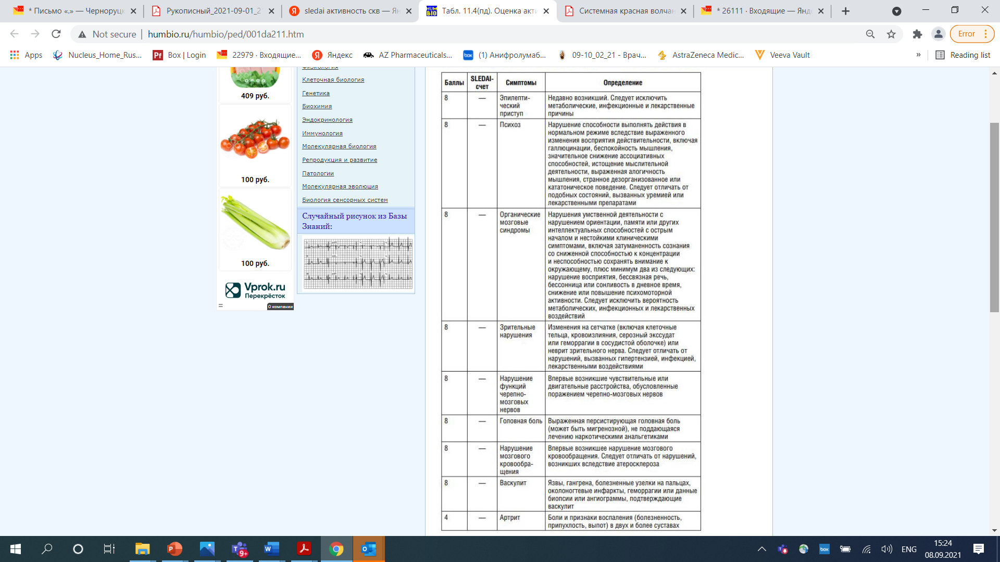 * Письмо «.» — Черноруцк
Рукописный_2021-09-01_2
sledai активность скв — Ян
Табл. 11.4(пд). Оценка акти
Системная красная волчан
* 26111 · Входящие — Янде
Not secure
humbio.ru/humbio/ped/001da211.htm
Error
Apps
Nucleus_Home_Rus...
Box | Login
22979 · Входящие...
Яндекс
AZ Pharmaceuticals...
(1) Анифролумаб...
09-10_02_21 - Врач...
AstraZeneca Medic...
Veeva Vault
»
Reading list
409 руб.
100 руб.
100 руб.
Vprok.ru
Перекрёсток
О компании
Физиология
Клеточная биология
Генетика
Биохимия
Эндокринология
Иммунология
Молекулярная биология
Репродукция и развитие
Патологии
Молекулярная эволюция
Биология сенсорных систем
Случайный рисунок из Базы
Знаний:
Баллы SLEDAI- Симптомы Определение
счет
8 — Эпилепти- Недавно возникший. Следует исключить
ческий метаболические, инфекционные и лекарственные
приступ причины
8 — Психоз Нарушение способности выполнять действия в
нормальном режиме вследствие выраженного
изменения восприятия действительности, включая
галлюцинации, беспокойность мышления,
значительное снижение ассоциативных
способностей, истощение мыслительной
деятельности, выраженная алогичность
мышления, странное дезорганизованное или
кататоническое поведение. Следует отличать от
подобных состояний, вызванных уремией или
лекарственными препаратами
8 — Органические Нарушения умственной деятельности с
мозговые нарушением ориентации, памяти или других
синдромы интеллектуальных способностей с острым
началом и нестойкими клиническими
симптомами, включая затуманенность сознания
со сниженной способностью к концентрации
и неспособностью сохранять внимание к
окружающему, плюс минимум два из следующих:
нарушение восприятия, бессвязная речь,
бессонница или сонливость в дневное время,
снижение или повышение психомоторной
активности. Следует исключить вероятность
метаболических, инфекционных и лекарственных
воздействий
8 — Зрительные Изменения на сетчатке (включая клеточные
нарушения тельца, кровоизлияния, серозный экссудат
или геморрагии в сосудистой оболочке) или
неврит зрительного нерва. Следует отличать от
нарушений, вызванных гипертензией, инфекцией,
лекарственными воздействиями
8 — Нарушение Впервые возникшие чувствительные или
функций двигательные расстройства, обусловленные
черепно- поражением черепно-мозговых нервов
мозговых
нервов
8 — Головная боль Выраженная персистирующая головная боль
(может быть мигренозной), не поддающаяся
лечению наркотическими анальгетиками
8 — Нарушение Впервые возникшее нарушение мозгового
мозгового кровообращения. Следует отличать от нарушений,
кровообра- возникших вследствие атеросклероза
щения
8 — Васкулит Язвы, гангрена, болезненные узелки на пальцах,
околоногтевые инфаркты, геморрагии или данные
биопсии или ангиограммы, подтверждающие
васкулит
4 — Артрит Боли и признаки воспаления (болезненность,
припухлость, выпот) в двух и более суставах
9+
ENG
15:24
08.09.2021